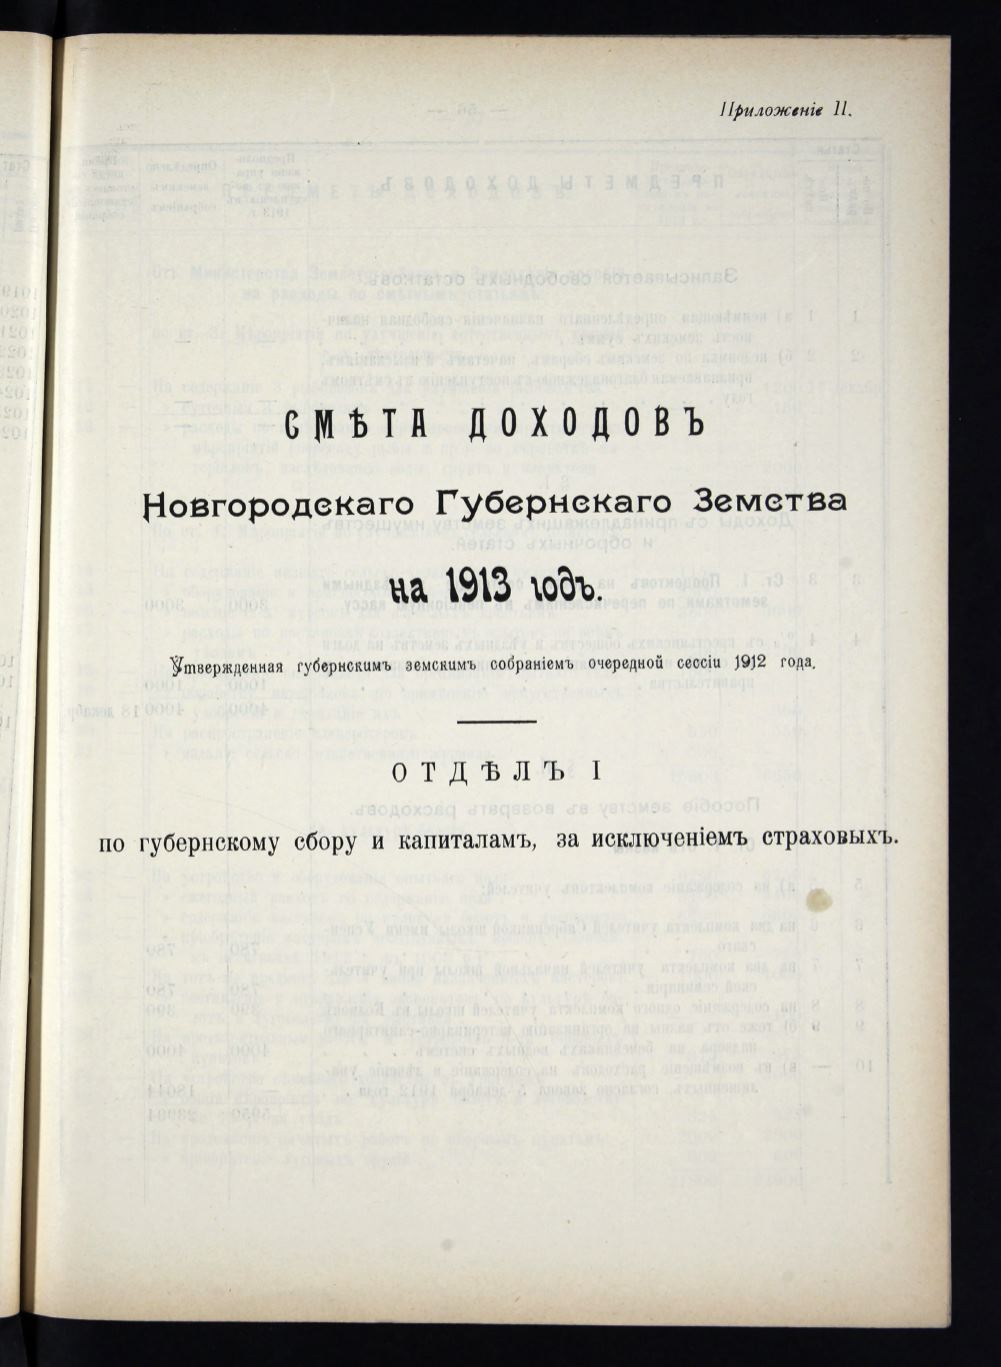 Приложеніе II.
СМѢТА ДОХОДОВЪ
Новгородскаго Губернскаго Земства
на 1913 годъ.
Утвержденная губернскимъ земскимъ собраніемъ очередной сессіи 1912 года.
ОТДѢЛЪ I
по губернскому сбору и капиталамъ, за исключеніемъ страховыхъ.